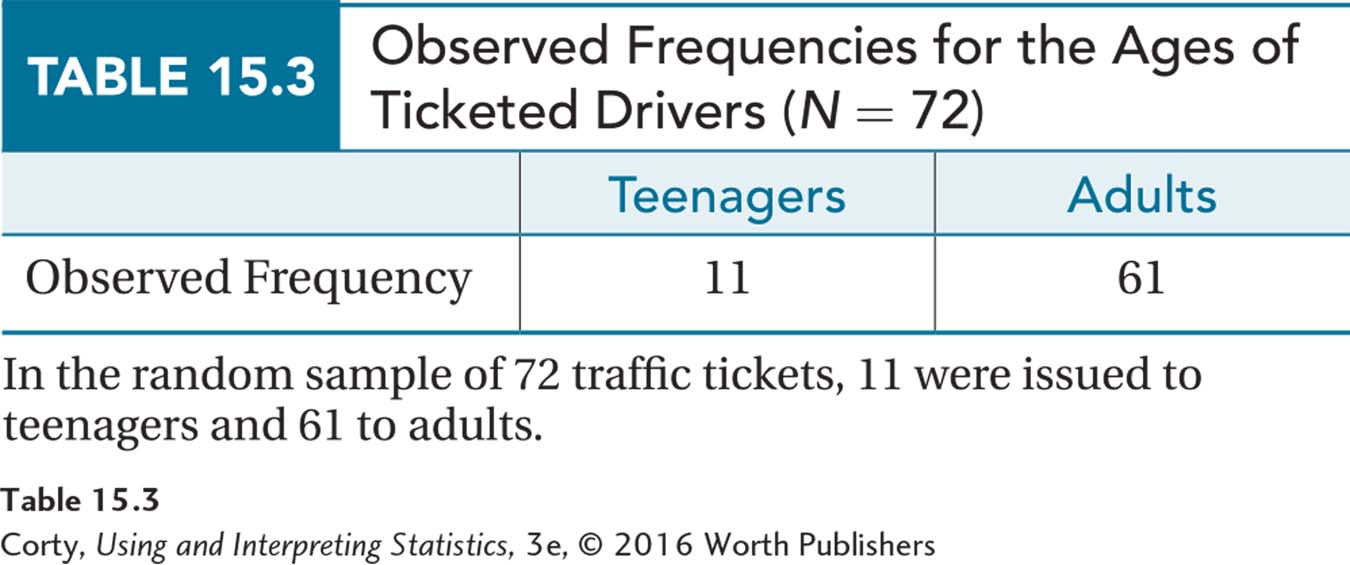 TABLE 15.3
Observed Frequencies for the Ages of
Ticketed Drivers (N = 72)
Teenagers Adults
Observed Frequency 11 61
In the random sample of 72 traffic tickets, 11 were issued to
teenagers and 61 to adults.
Table 15.3
Corty, Using and Interpreting Statistics, 3e, © 2016 Worth Publishers